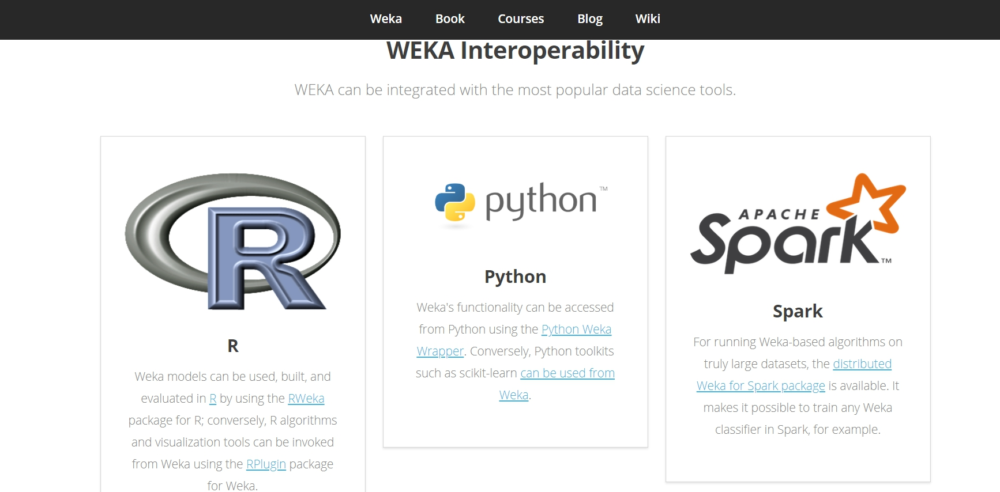 Weka Book Courses Blog Wiki
WEKA Interoperability
WEKA can be integrated with the most popular data science tools.
R
R
Weka models can be used, built, and
evaluated in R by using the RWeka
package for R; conversely, R algorithms
and visualization tools can be invoked
from Weka using the RPlugin package
for Weka.
python™
Python
Weka's functionality can be accessed
from Python using the Python Weka
Wrapper. Conversely, Python toolkits
such as scikit-learn can be used from
Weka.
APACHE
Spark™
Spark
For running Weka-based algorithms on
truly large datasets, the distributed
Weka for Spark package is available. It
makes it possible to train any Weka
classifier in Spark, for example.